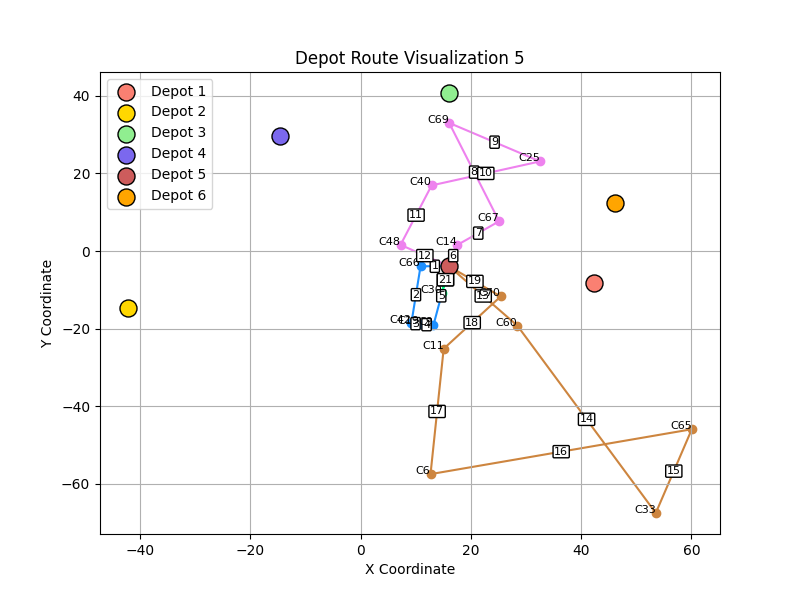 Depot Route Visualization 5
Depot 1
Depot 2
Depot 3
Depot 4
Depot 5
Depot 6
40
20
0
−20
−40
−60
−40
−20
0
20
40
60
X Coordinate
Y Coordinate
C69
C25
C40
C67
C48
C14
C66
C60
C11
C65
C6
C33
1
2
3
4
5
6
7
8
9
10
11
12
13
14
15
16
17
18
19
21